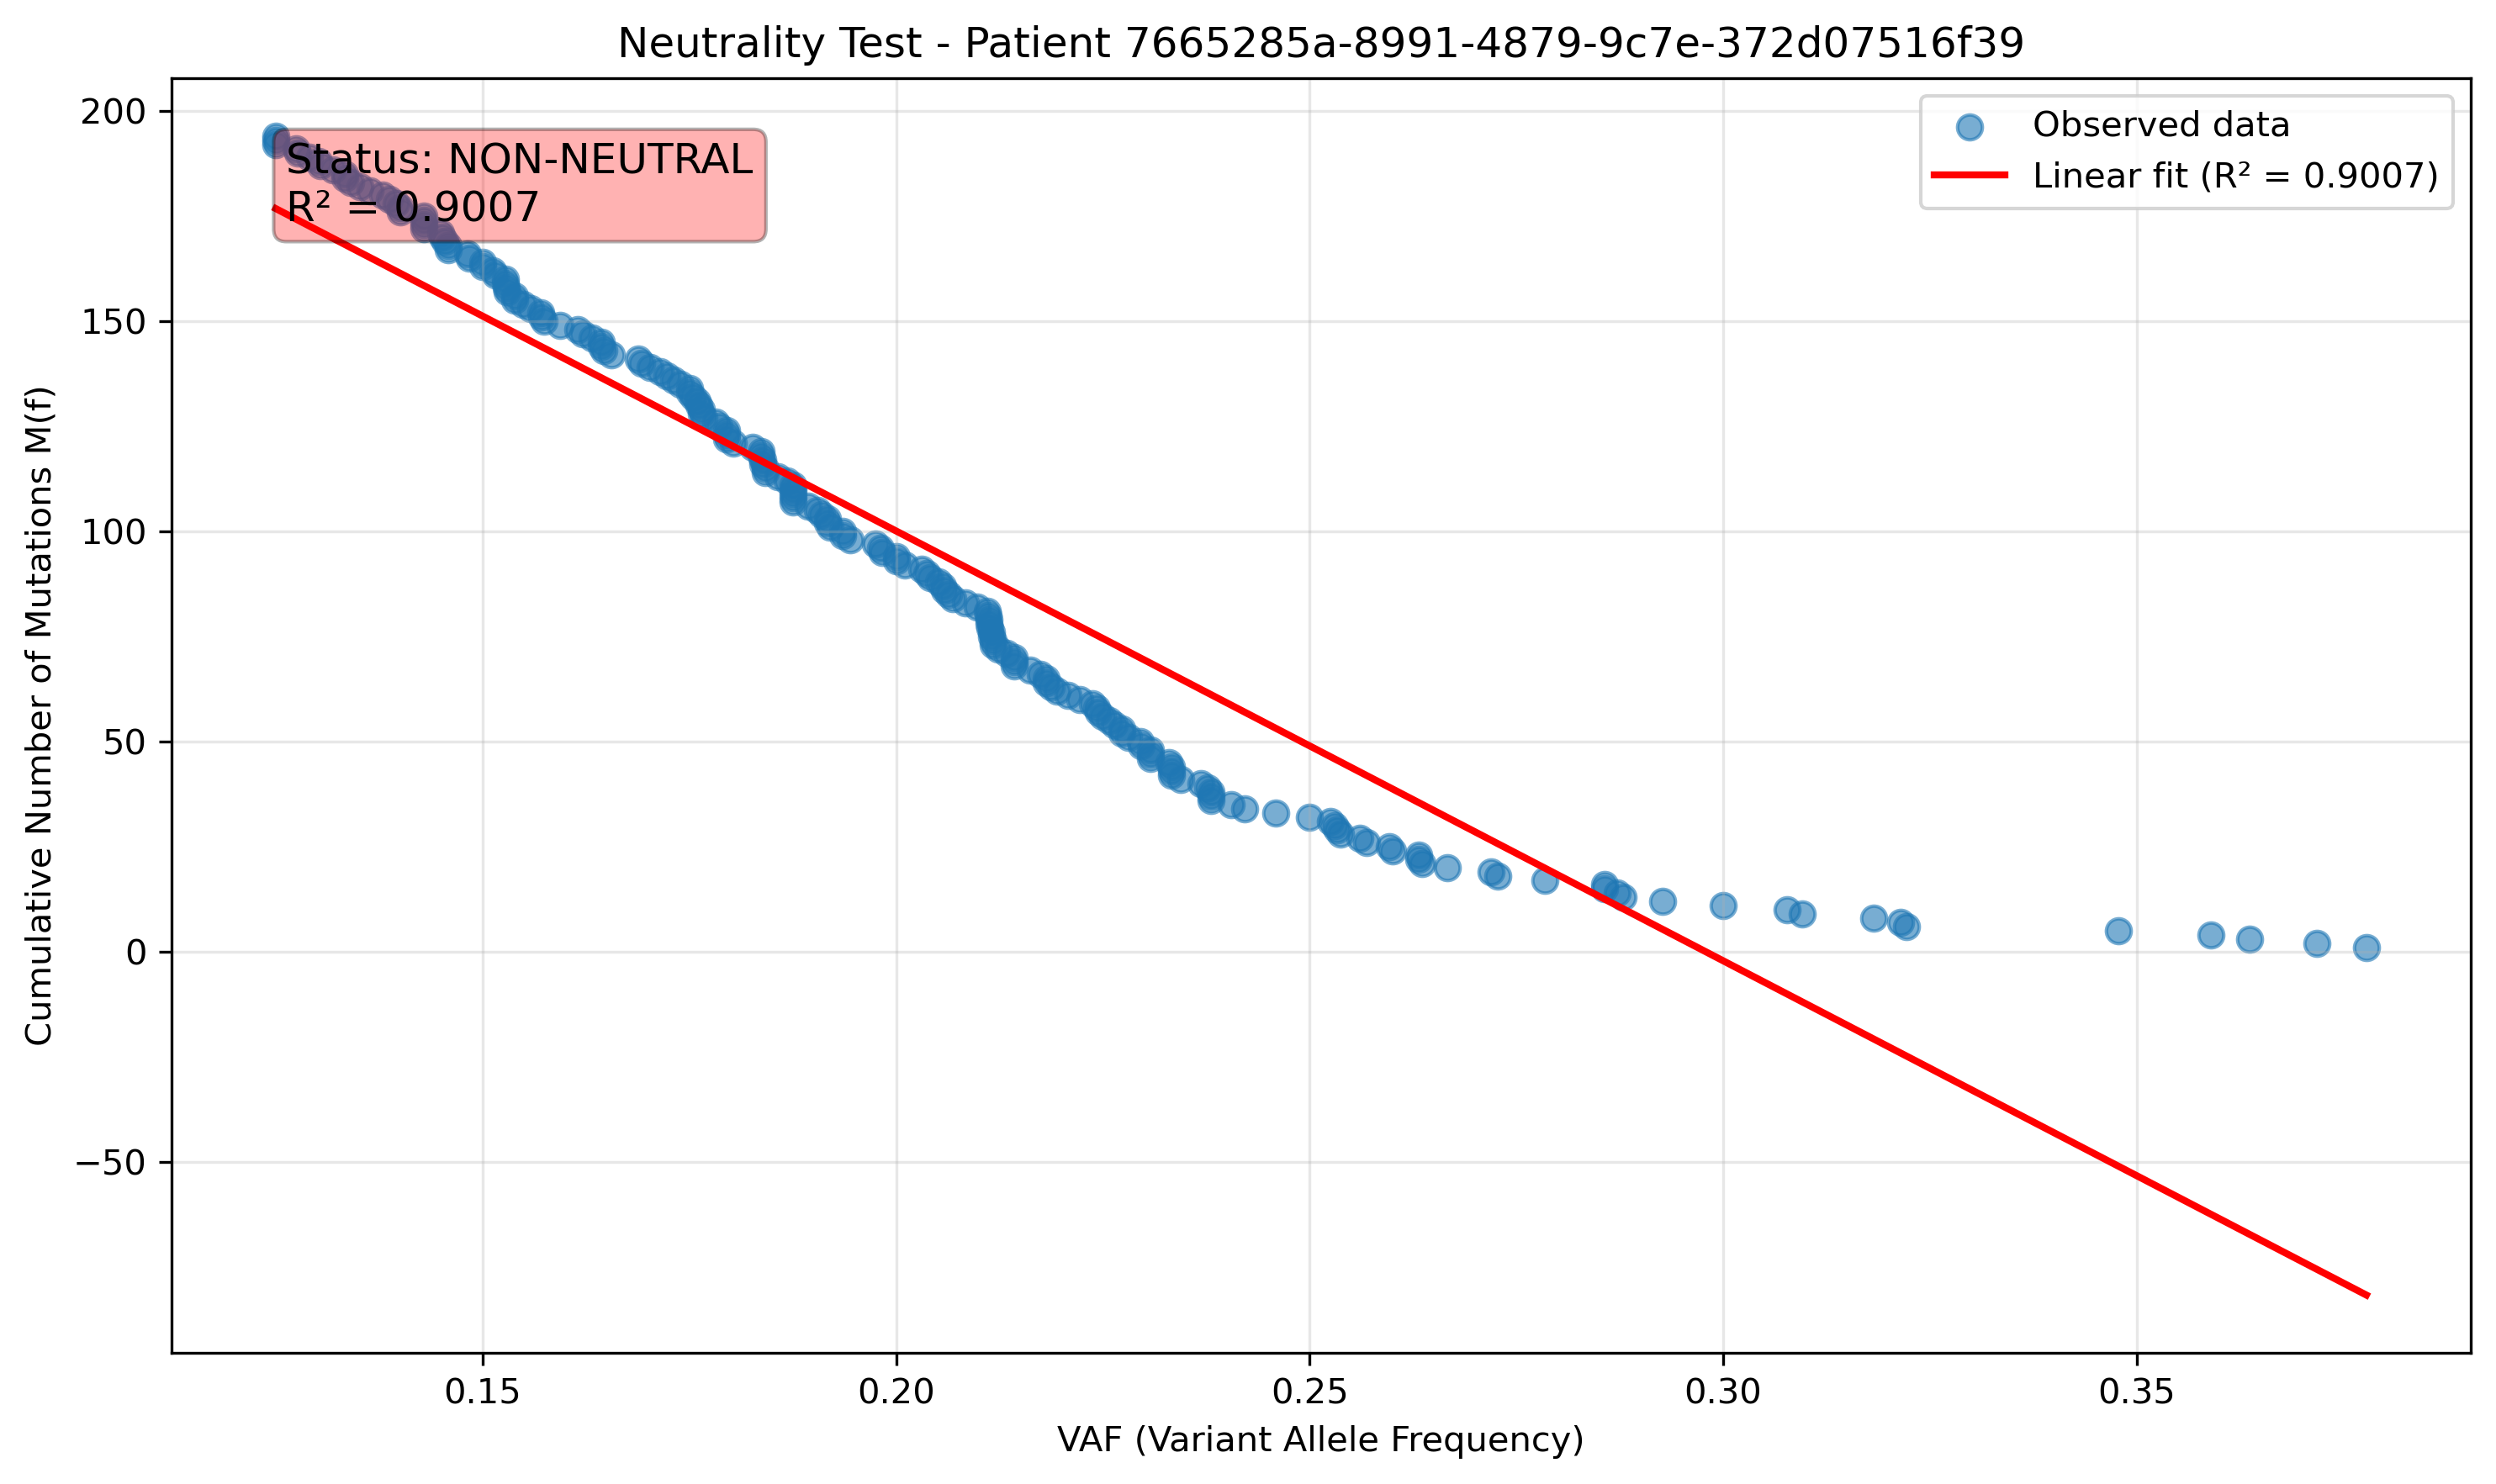 Neutrality Test - Patient 7665285a-8991-4879-9c7e-372d07516f39
Status: NON-NEUTRAL
R² = 0.9007
Observed data
Linear fit (R² = 0.9007)
Cumulative Number of Mutations M(f)
200
150
100
50
0
−50
0.15
0.20
0.25
0.30
0.35
VAF (Variant Allele Frequency)